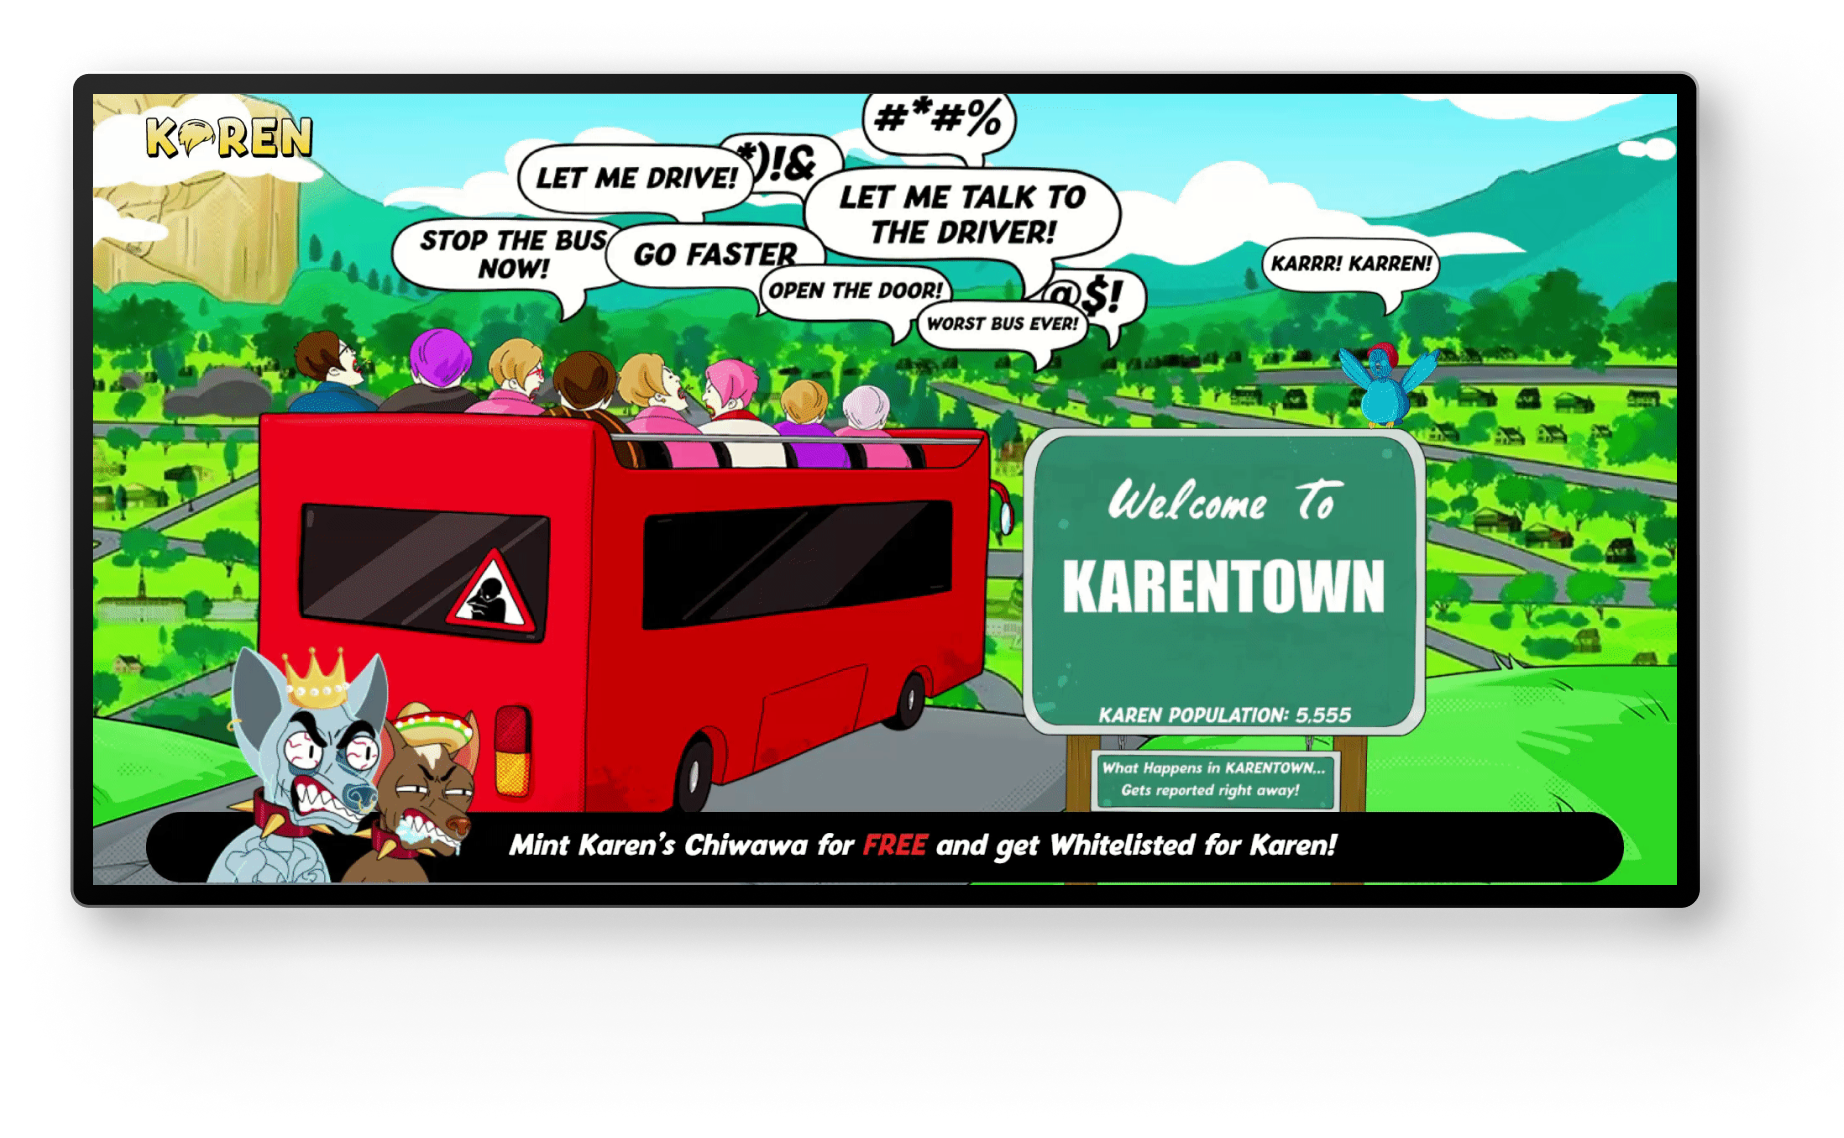 KAREN
#*#%
*)!&
LET ME DRIVE!
LET ME TALK TO
THE DRIVER!
STOP THE BUS
NOW!
GO FASTER
KARRR! KARREN!
OPEN THE DOOR!
@$!
WORST BUS EVER!
Welcome To
KARENTOWN
KAREN POPULATION: 5,555
What Happens in KARENTOWN...
Gets reported right away!
Mint Karen's Chiwawa for FREE and get Whitelisted for Karen!